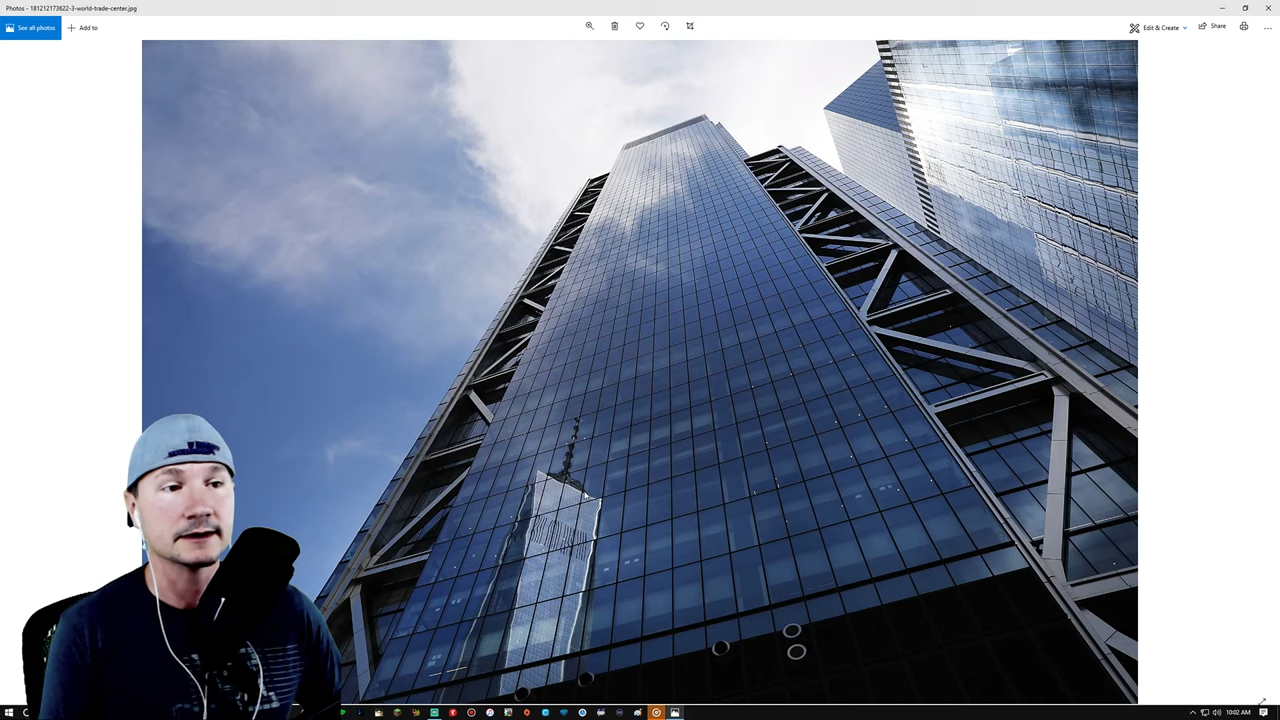 Photos - 181212173622-3-world-trade-center.jpg
See all photos
Add to
Edit & Create
Share
10:02 AM